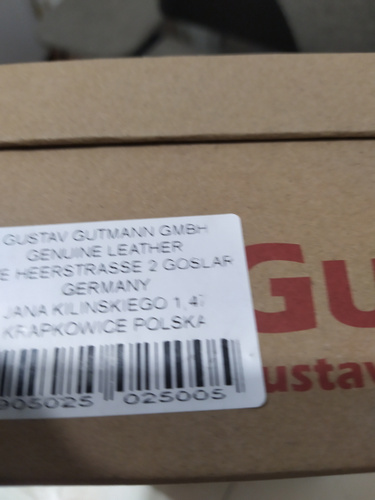 GUSTAV GUTMANN GMBH
GENUINE LEATHER
E HEERSTRASSE 2 GOSLAR
GERMANY
JANA KILINSKIEGO 1, 47
KRAPKOWICE POLSKA
905025 025005
Gu
ustav